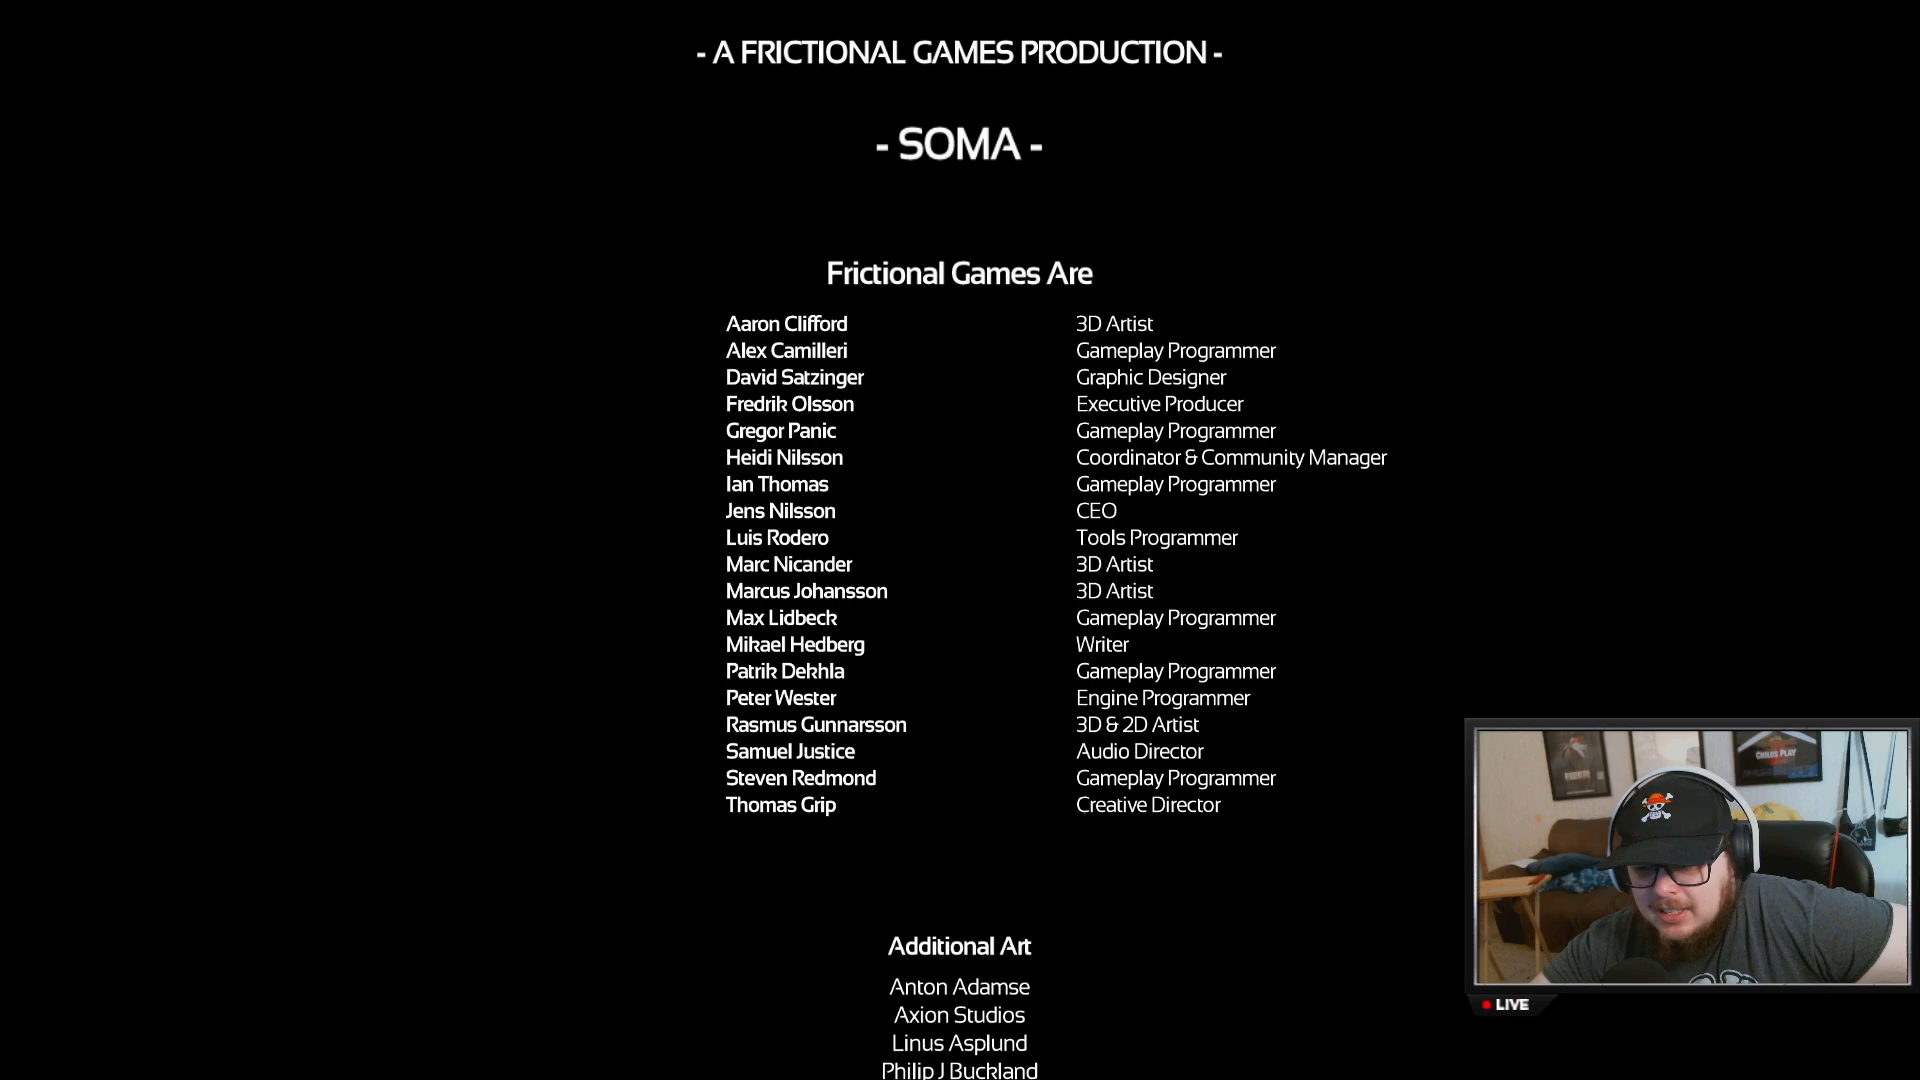 - A FRICTIONAL GAMES PRODUCTION -
- SOMA -
Frictional Games Are
Aaron Clifford 3D Artist
Alex Camilleri Gameplay Programmer
David Satzinger Graphic Designer
Fredrik Olsson Executive Producer
Gregor Panic Gameplay Programmer
Heidi Nilsson Coordinator & Community Manager
Ian Thomas Gameplay Programmer
Jens Nilsson CEO
Luis Rodero Tools Programmer
Marc Nicander 3D Artist
Marcus Johansson 3D Artist
Max Lidbeck Gameplay Programmer
Mikael Hedberg Writer
Patrik Dekhla Gameplay Programmer
Peter Wester Engine Programmer
Rasmus Gunnarsson 3D & 2D Artist
Samuel Justice Audio Director
Steven Redmond Gameplay Programmer
Thomas Grip Creative Director
Additional Art
Anton Adamse
Axion Studios
Linus Asplund
Philip J Buckland
CHILDS PLAY
LIVE